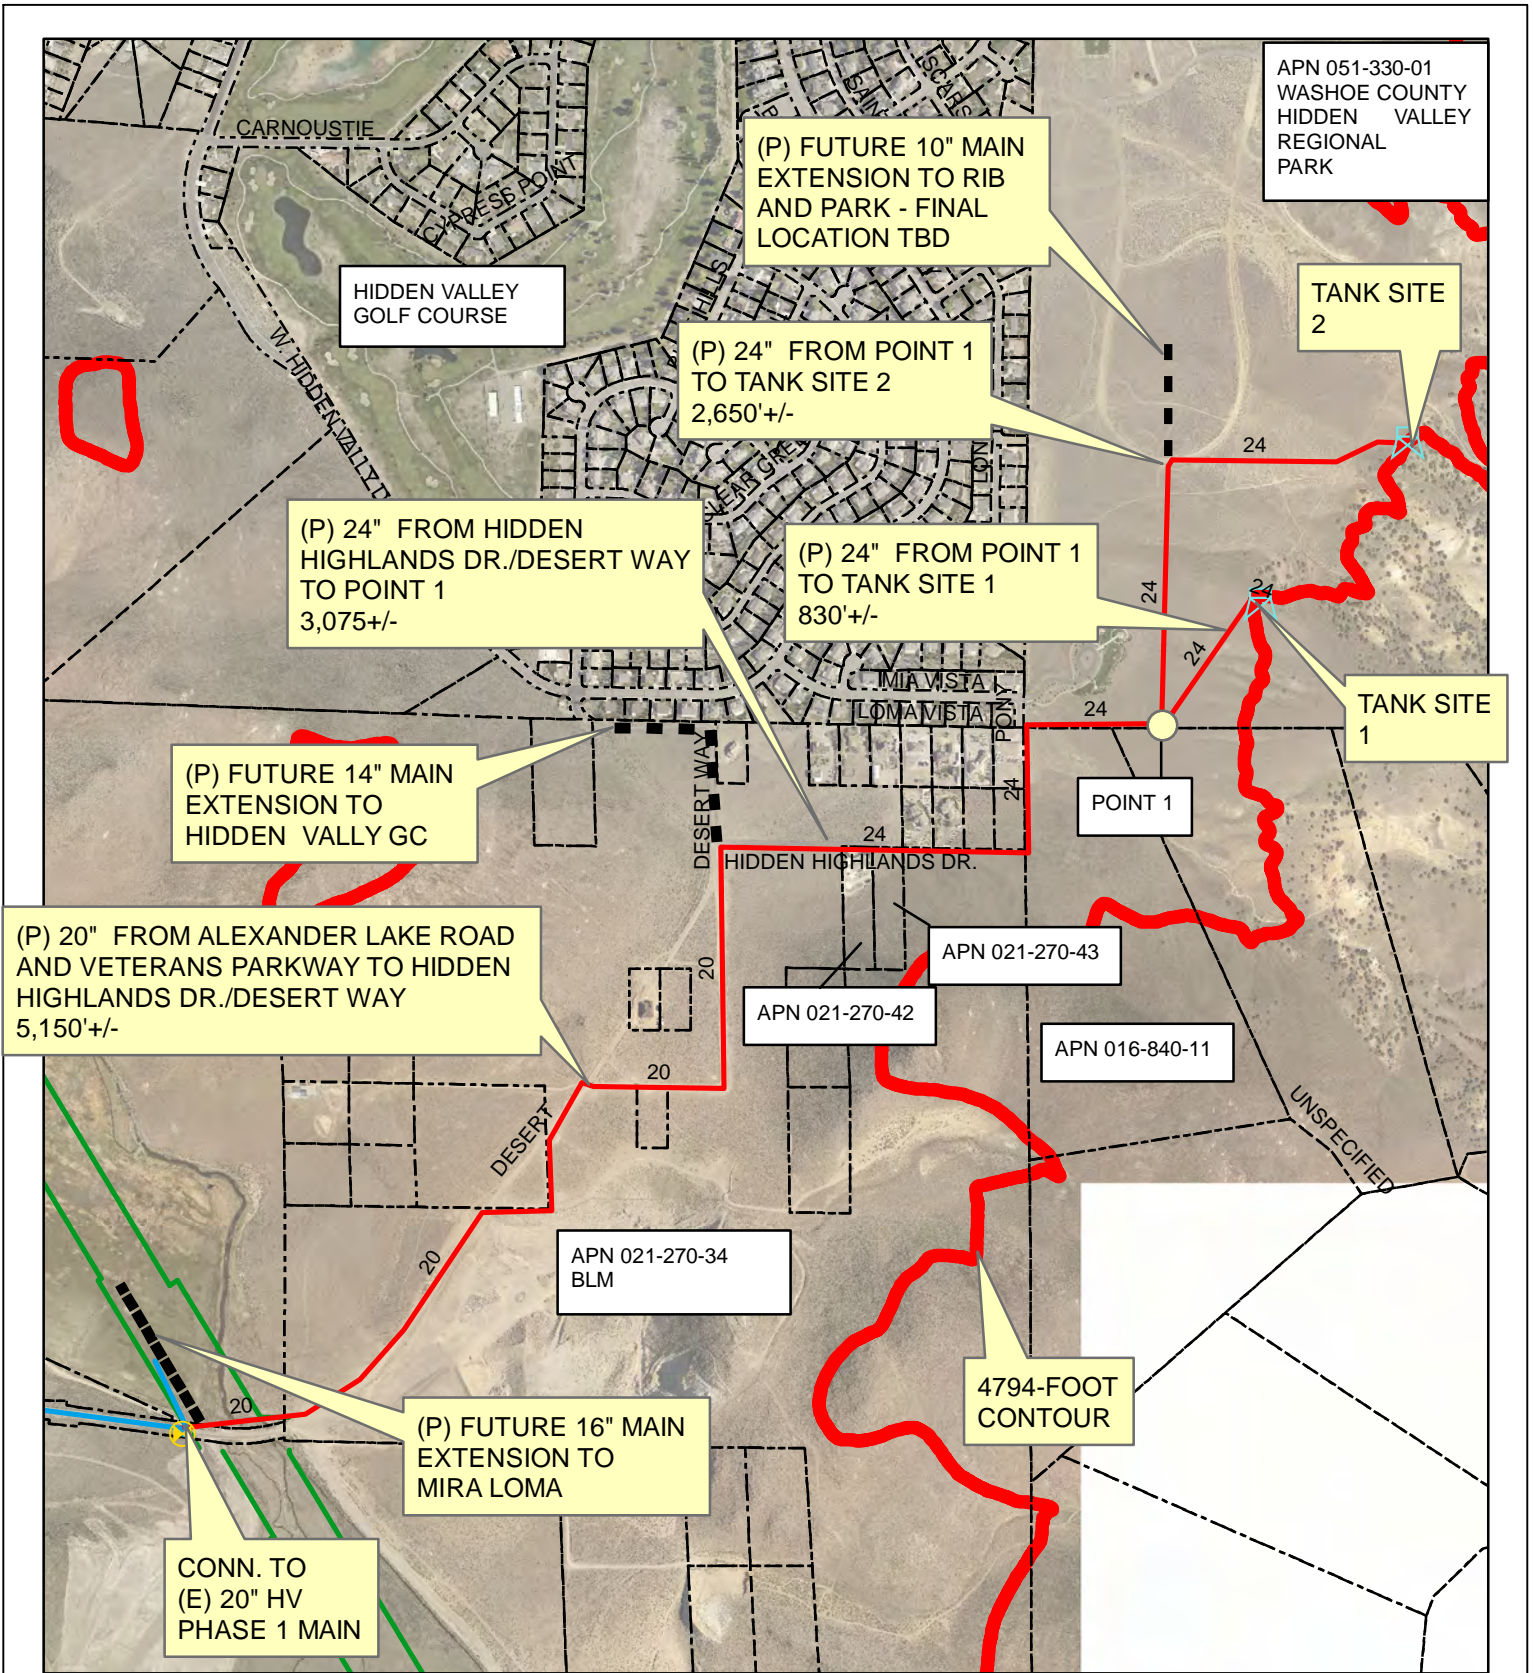 APN 051-330-01
WASHOE COUNTY
HIDDEN VALLEY
REGIONAL
PARK
CARNOUSTIE
CYPRESS POINT
SAIN
SCARS
(P) FUTURE 10" MAIN
EXTENSION TO RIB
AND PARK - FINAL
LOCATION TBD
HIDDEN VALLEY
GOLF COURSE
HILLS
TANK SITE
2
(P) 24" FROM POINT 1
TO TANK SITE 2
2,650'+/-
W HIDDEN VALLEY D
LON
CLEAR CREE
24
(P) 24" FROM HIDDEN
HIGHLANDS DR./DESERT WAY
TO POINT 1
3,075+/-
(P) 24" FROM POINT 1
TO TANK SITE 1
830'+/-
24
24
24
MIA VISTA
LOMA VISTA
PONY
24
TANK SITE
1
(P) FUTURE 14" MAIN
EXTENSION TO
HIDDEN VALLY GC
DESERT WAY
24
POINT 1
24
HIDDEN HIGHLANDS DR.
(P) 20" FROM ALEXANDER LAKE ROAD
AND VETERANS PARKWAY TO HIDDEN
HIGHLANDS DR./DESERT WAY
5,150'+/-
20
APN 021-270-43
APN 021-270-42
APN 016-840-11
20
DESERT
UNSPECIFIED
20
APN 021-270-34
BLM
4794-FOOT
CONTOUR
20
(P) FUTURE 16" MAIN
EXTENSION TO
MIRA LOMA
CONN. TO
(E) 20" HV
PHASE 1 MAIN